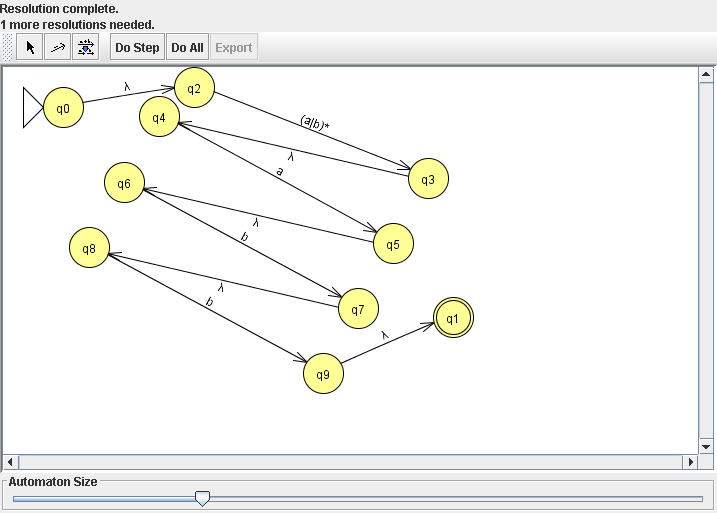 Resolution complete.
1 more resolutions needed.
Do Step Do All Export
λ
q2
q0
q4
(a|b)*
λ
a
q3
q6
λ
b
q5
q8
λ
b
q7
q1
λ
q9
Automaton Size